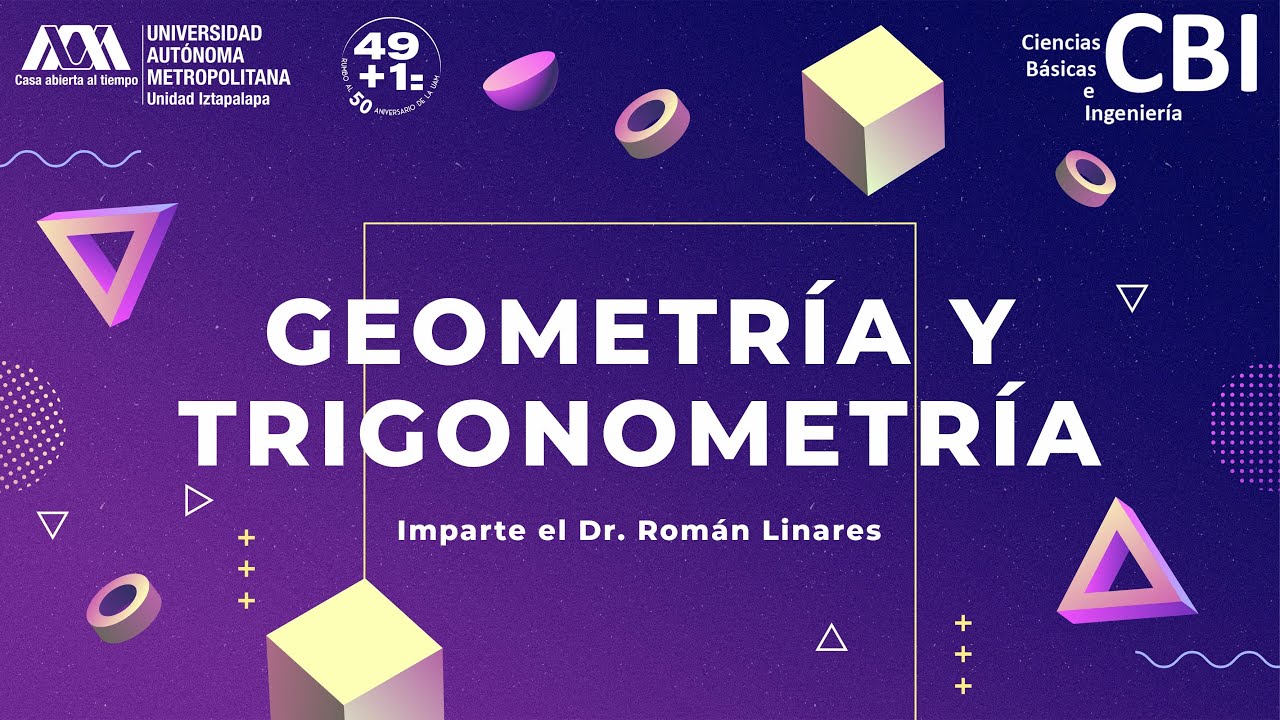 Casa abierta al tiempo
UNIVERSIDAD
AUTÓNOMA
METROPOLITANA
Unidad Iztapalapa
49
+1=
RUMBO AL 50 ANIVERSARIO DE LA UAM
Ciencias
Básicas
e
Ingeniería
CBI
GEOMETRÍA Y
TRIGONOMETRÍA
Imparte el Dr. Román Linares